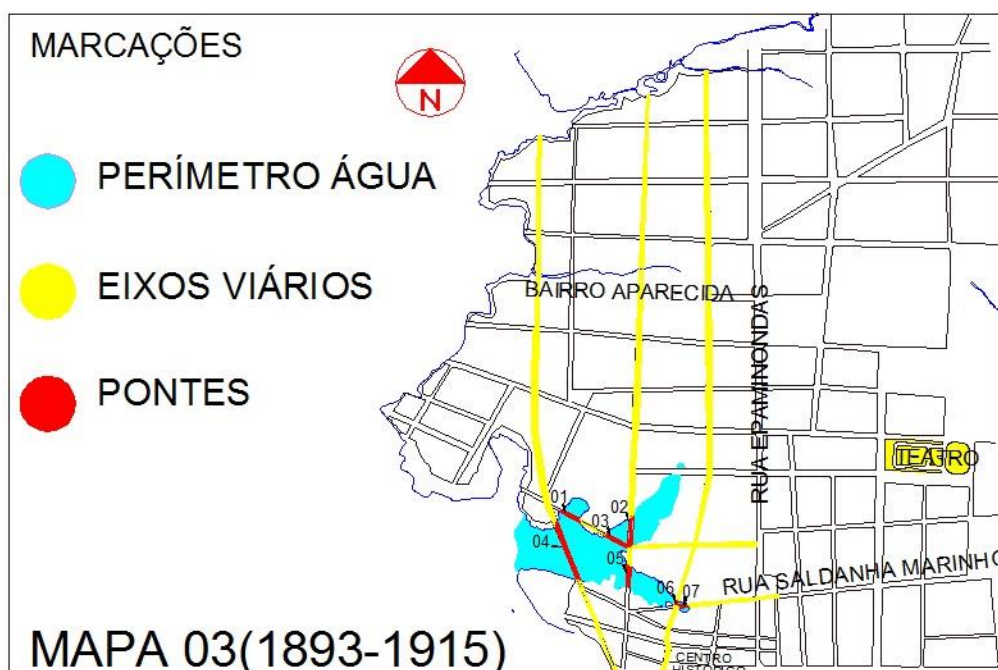 MARCAÇÕES
N
PERÍMETRO ÁGUA
EIXOS VIÁRIOS
PONTES
BAIRRO APARECIDA
RUA EPAMINONDAS
TEATRO
01
02
03
04
05
06 07
RUA SALDANHA MARINHO
CENTRO
HISTÓRICO
MAPA 03(1893-1915)